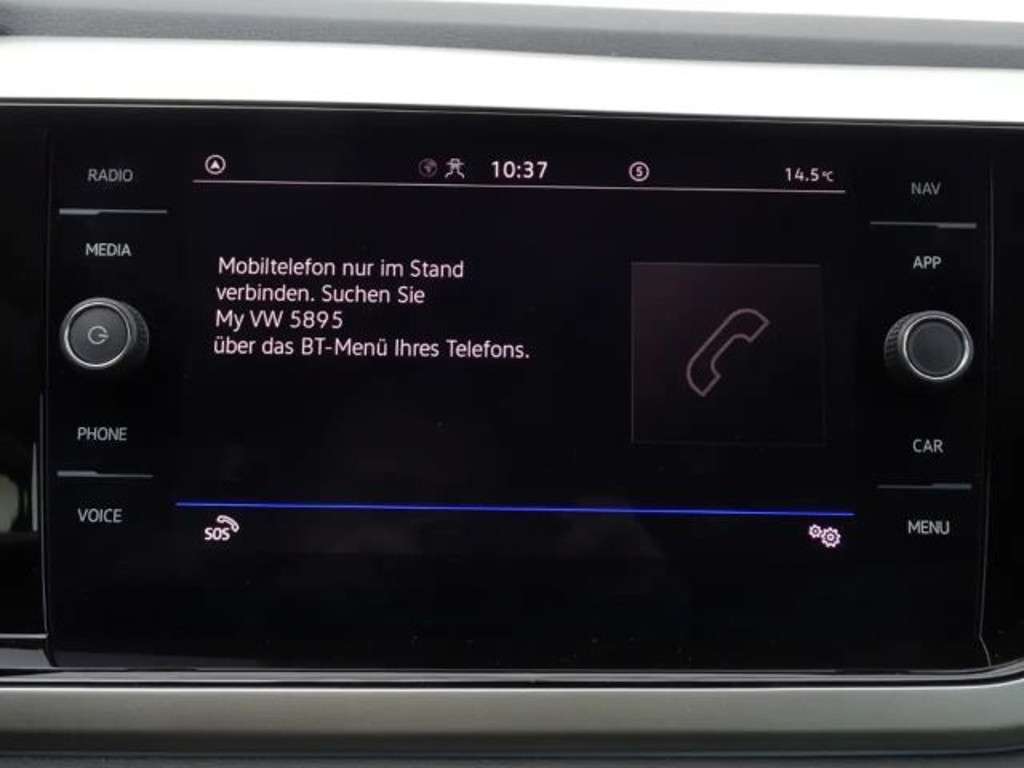 10:37
S
14.5°C
RADIO
MEDIA
PHONE
VOICE
Mobiltelefon nur im Stand
verbinden. Suchen Sie
My VW 5895
über das BT-Menü Ihres Telefons.
SOS
NAV
APP
CAR
MENU